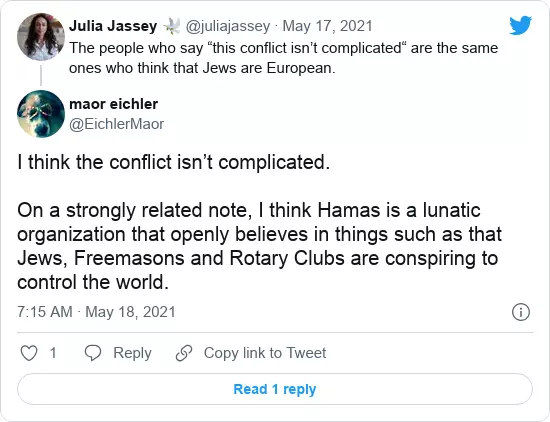 Julia Jassey 🕊 @juliajassey · May 17, 2021
The people who say “this conflict isn’t complicated“ are the same
ones who think that Jews are European.
maor eichler
@EichlerMaor
I think the conflict isn’t complicated.
On a strongly related note, I think Hamas is a lunatic
organization that openly believes in things such as that
Jews, Freemasons and Rotary Clubs are conspiring to
control the world.
7:15 AM · May 18, 2021
1 Reply Copy link to Tweet
Read 1 reply